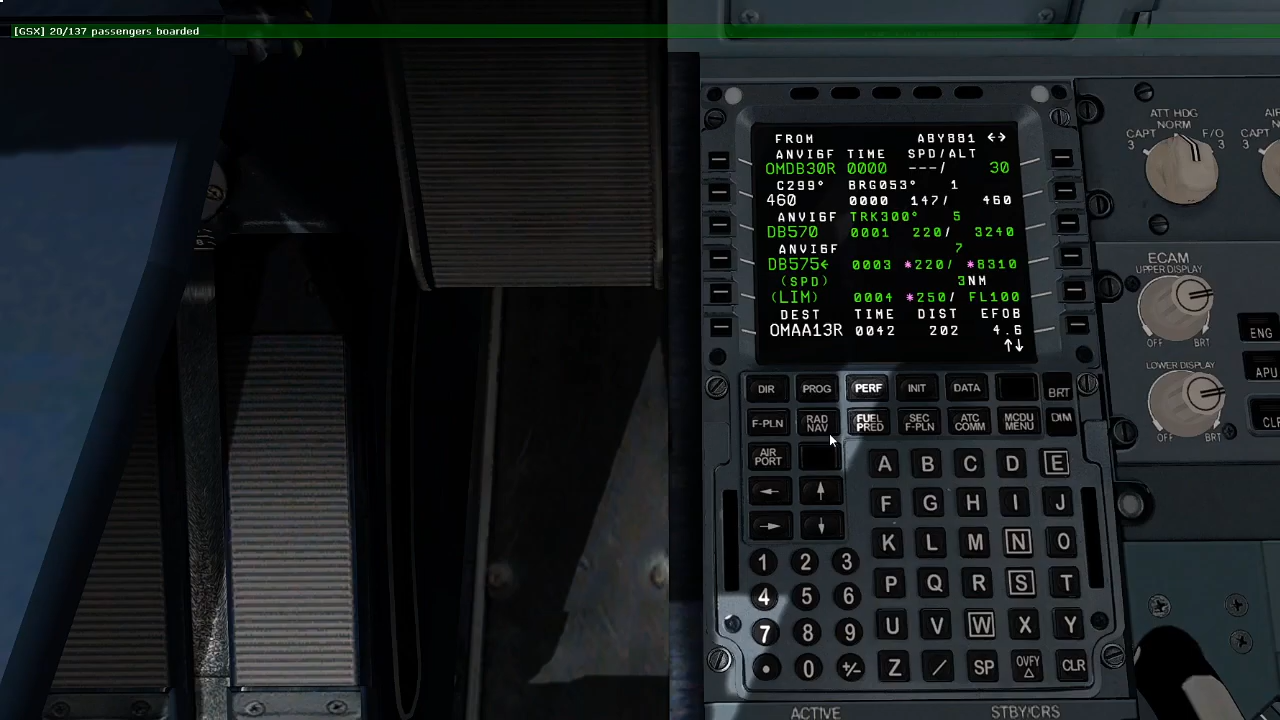 [GSX] 20/137 passengers boarded
FROM ABY881 ↔
ANVI6F TIME SPD/ALT
OMDB30R 0000 ---/ 30
C299° BRG053° 1
460 0000 147/ 460
ANVI6F TRK300° 5
DB570 0001 220/ 3240
ANVI6F 7
DB575← 0003 *220/ *8310
(SPD) 3NM
(LIM) 0004 *250/ FL100
DEST TIME DIST EFOB
OMAA13R 0042 202 4.6
↑↓
DIR PROG PERF INIT DATA BRT
F-PLN RAD NAV FUEL PRED SEC F-PLN ATC COMM MCDU MENU DIM
AIR PORT
← ↑
→ ↓
A B C D E
F G H I J
K L M N O
P Q R S T
U V W X Y
Z / SP OVFY △ CLR
1 2 3
4 5 6
7 8 9
• 0 +/-
ATT HDG
NORM
CAPT 3 F/O 3
CAPT 3
ECAM
UPPER DISPLAY
OFF BRT
LOWER DISPLAY
OFF BRT
ENG
APU
ACTIVE STBY/CRS